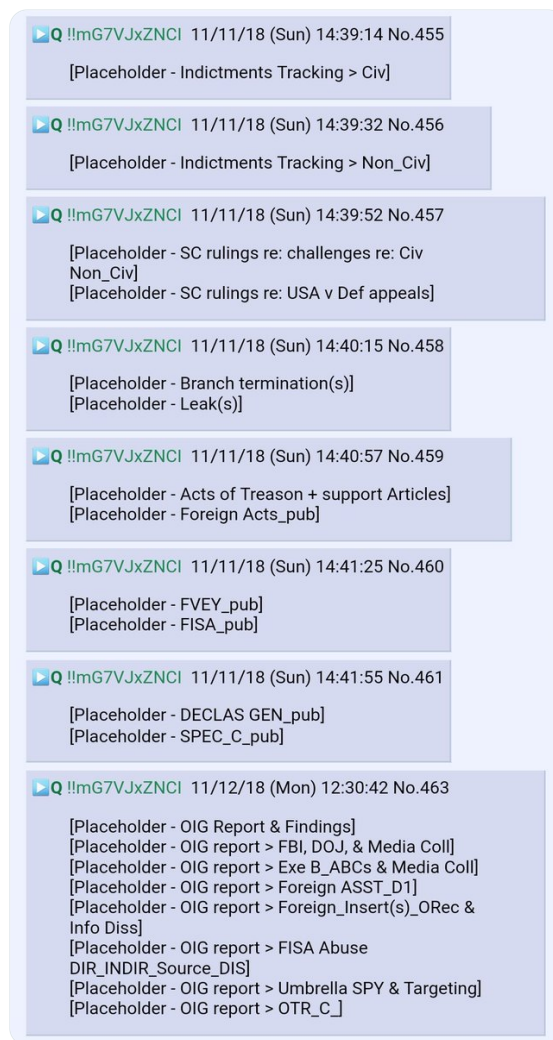 Q !!mG7VJxZNCI 11/11/18 (Sun) 14:39:14 No.455
[Placeholder - Indictments Tracking > Civ]
Q !!mG7VJxZNCI 11/11/18 (Sun) 14:39:32 No.456
[Placeholder - Indictments Tracking > Non_Civ]
Q !!mG7VJxZNCI 11/11/18 (Sun) 14:39:52 No.457
[Placeholder - SC rulings re: challenges re: Civ
Non_Civ]
[Placeholder - SC rulings re: USA v Def appeals]
Q !!mG7VJxZNCI 11/11/18 (Sun) 14:40:15 No.458
[Placeholder - Branch termination(s)]
[Placeholder - Leak(s)]
Q !!mG7VJxZNCI 11/11/18 (Sun) 14:40:57 No.459
[Placeholder - Acts of Treason + support Articles]
[Placeholder - Foreign Acts_pub]
Q !!mG7VJxZNCI 11/11/18 (Sun) 14:41:25 No.460
[Placeholder - FVEY_pub]
[Placeholder - FISA_pub]
Q !!mG7VJxZNCI 11/11/18 (Sun) 14:41:55 No.461
[Placeholder - DECLAS GEN_pub]
[Placeholder - SPEC_C_pub]
Q !!mG7VJxZNCI 11/12/18 (Mon) 12:30:42 No.463
[Placeholder - OIG Report & Findings]
[Placeholder - OIG report > FBI, DOJ, & Media Coll]
[Placeholder - OIG report > Exe B_ABCs & Media Coll]
[Placeholder - OIG report > Foreign ASST_D1]
[Placeholder - OIG report > Foreign_Insert(s)_ORec &
Info Diss]
[Placeholder - OIG report > FISA Abuse
DIR_INDIR_Source_DIS]
[Placeholder - OIG report > Umbrella SPY & Targeting]
[Placeholder - OIG report > OTR_C_]